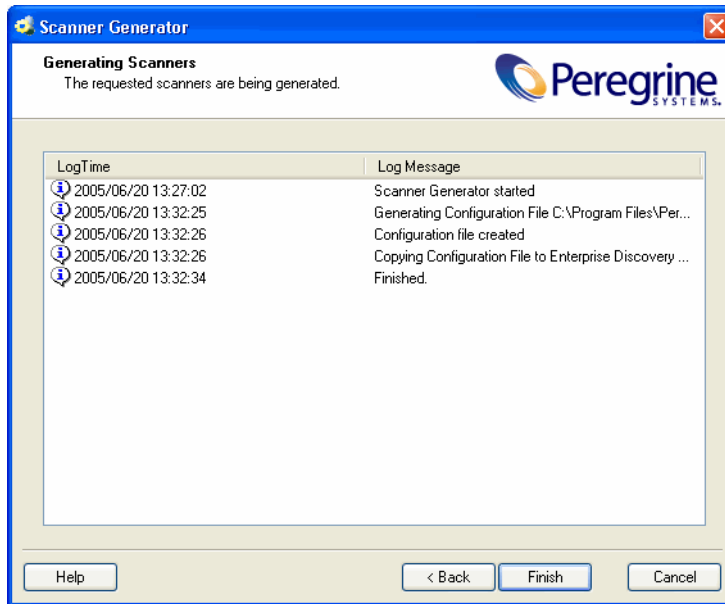 Scanner Generator
Generating Scanners
The requested scanners are being generated.
Peregrine
SYSTEMS.
LogTime Log Message
2005/06/20 13:27:02 Scanner Generator started
2005/06/20 13:32:25 Generating Configuration File C:\Program Files\Per...
2005/06/20 13:32:26 Configuration file created
2005/06/20 13:32:26 Copying Configuration File to Enterprise Discovery ...
2005/06/20 13:32:34 Finished.
Help < Back Finish Cancel